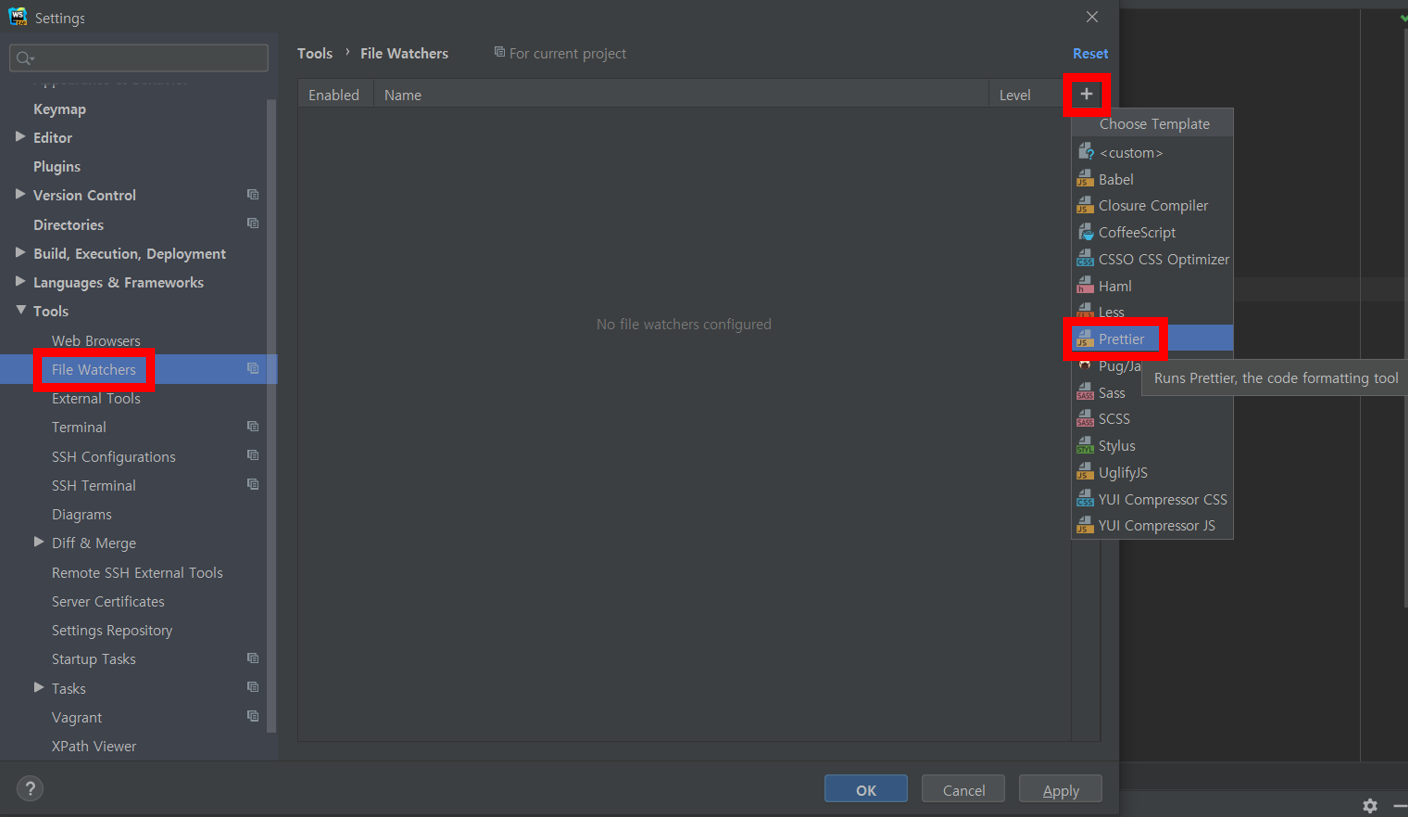 Settings
Keymap
Editor
Plugins
Version Control
Directories
Build, Execution, Deployment
Languages & Frameworks
Tools
Web Browsers
File Watchers
External Tools
Terminal
SSH Configurations
SSH Terminal
Diagrams
Diff & Merge
Remote SSH External Tools
Server Certificates
Settings Repository
Startup Tasks
Tasks
Vagrant
XPath Viewer
?
Tools › File Watchers For current project Reset
Enabled Name Level +
No file watchers configured
Choose Template
<custom>
Babel
Closure Compiler
CoffeeScript
CSSO CSS Optimizer
Haml
Less
Prettier
Pug/Ja
Runs Prettier, the code formatting tool
Sass
SCSS
Stylus
UglifyJS
YUI Compressor CSS
YUI Compressor JS
OK Cancel Apply